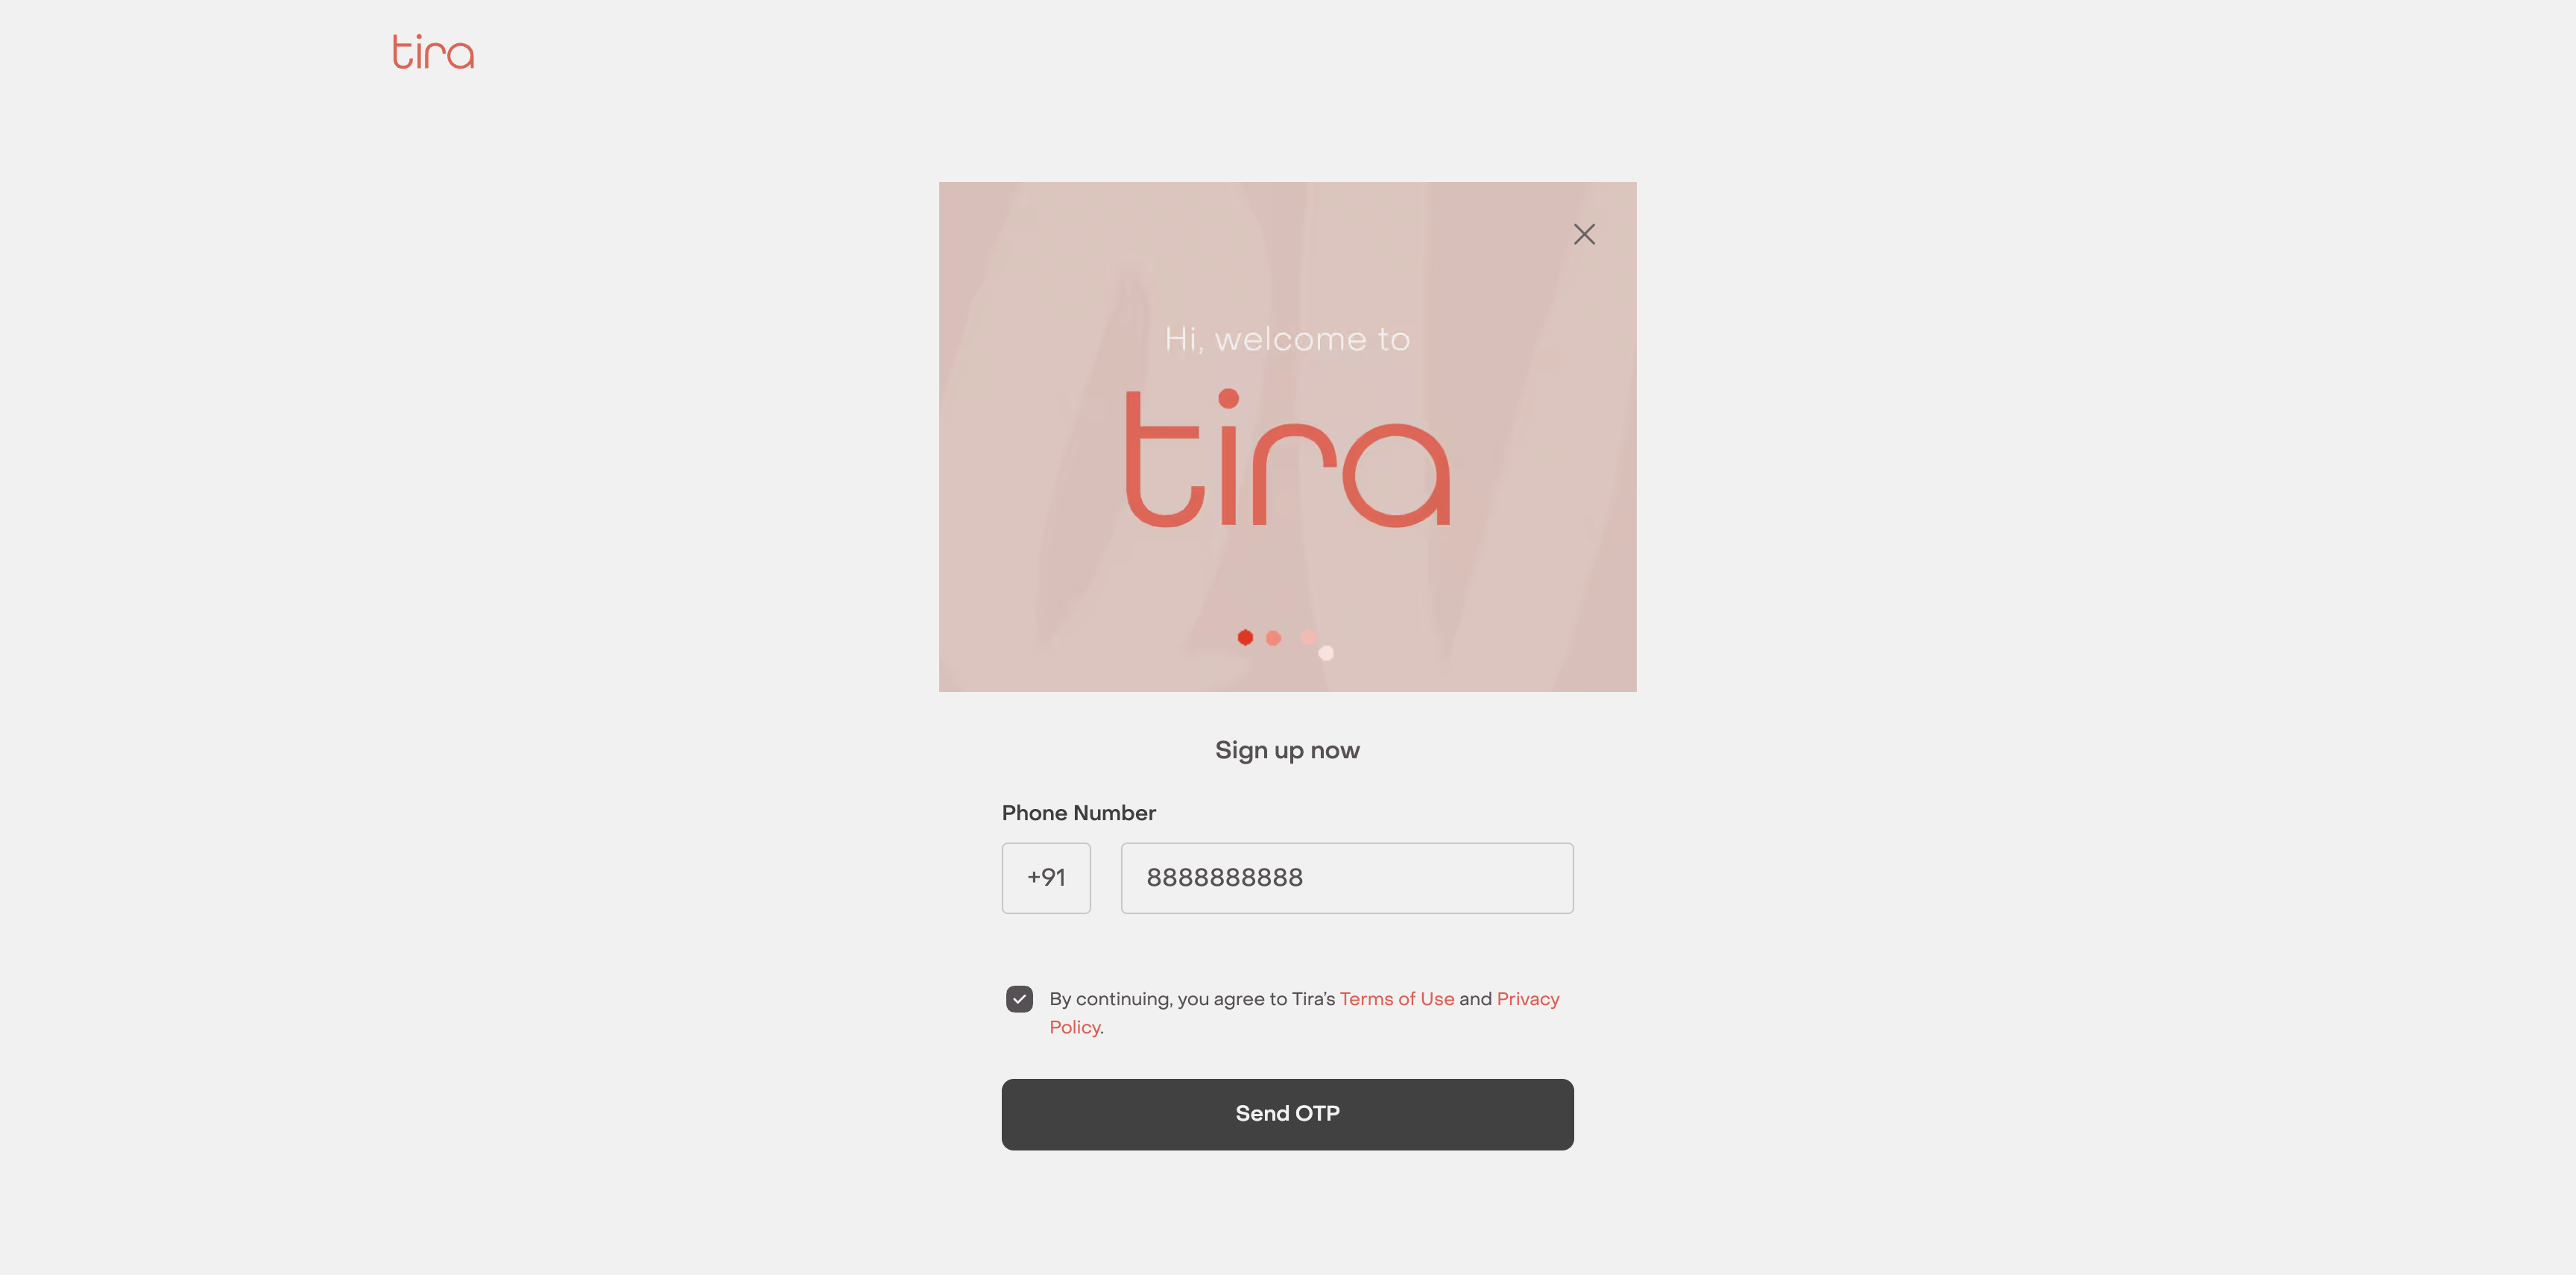 tira
Hi, welcome to
tira
Sign up now
Phone Number
+91 8888888888
By continuing, you agree to Tira’s Terms of Use and Privacy
Policy.
Send OTP